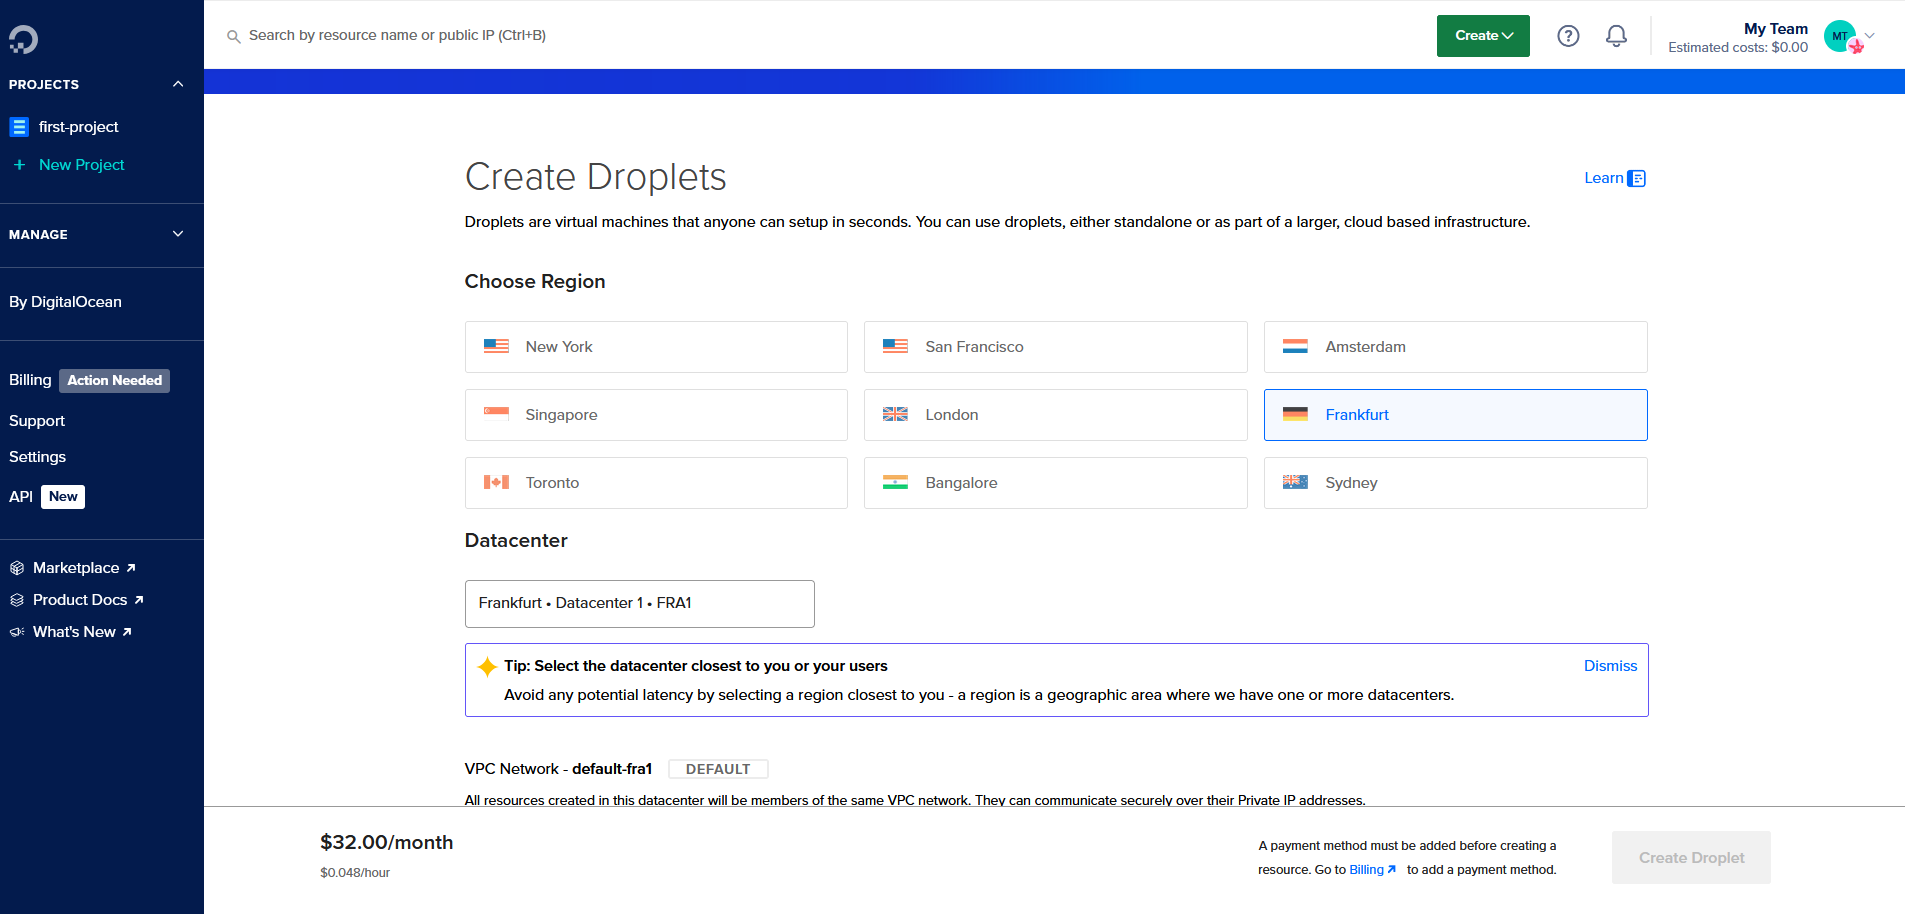 Search by resource name or public IP (Ctrl+B)
Create
My Team
Estimated costs: $0.00
MT
PROJECTS
first-project
+ New Project
MANAGE
By DigitalOcean
Billing Action Needed
Support
Settings
API New
Marketplace
Product Docs
What's New
Create Droplets
Learn
Droplets are virtual machines that anyone can setup in seconds. You can use droplets, either standalone or as part of a larger, cloud based infrastructure.
Choose Region
New York
San Francisco
Amsterdam
Singapore
London
Frankfurt
Toronto
Bangalore
Sydney
Datacenter
Frankfurt • Datacenter 1 • FRA1
Tip: Select the datacenter closest to you or your users
Dismiss
Avoid any potential latency by selecting a region closest to you - a region is a geographic area where we have one or more datacenters.
VPC Network - default-fra1 DEFAULT
All resources created in this datacenter will be members of the same VPC network. They can communicate securely over their Private IP addresses.
$32.00/month
$0.048/hour
A payment method must be added before creating a
resource. Go to Billing to add a payment method.
Create Droplet